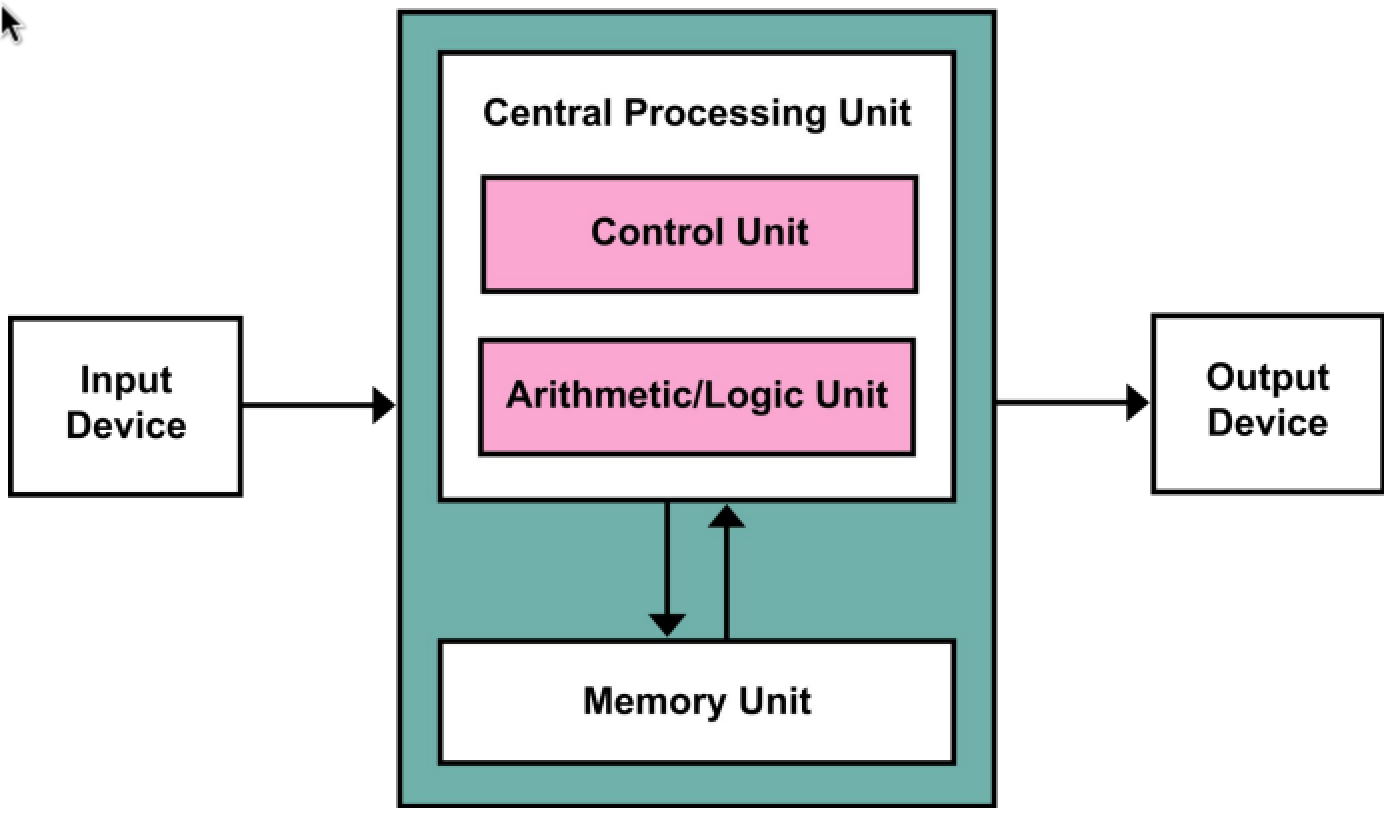 Central Processing Unit
Control Unit
Arithmetic/Logic Unit
Input
Device
Output
Device
Memory Unit